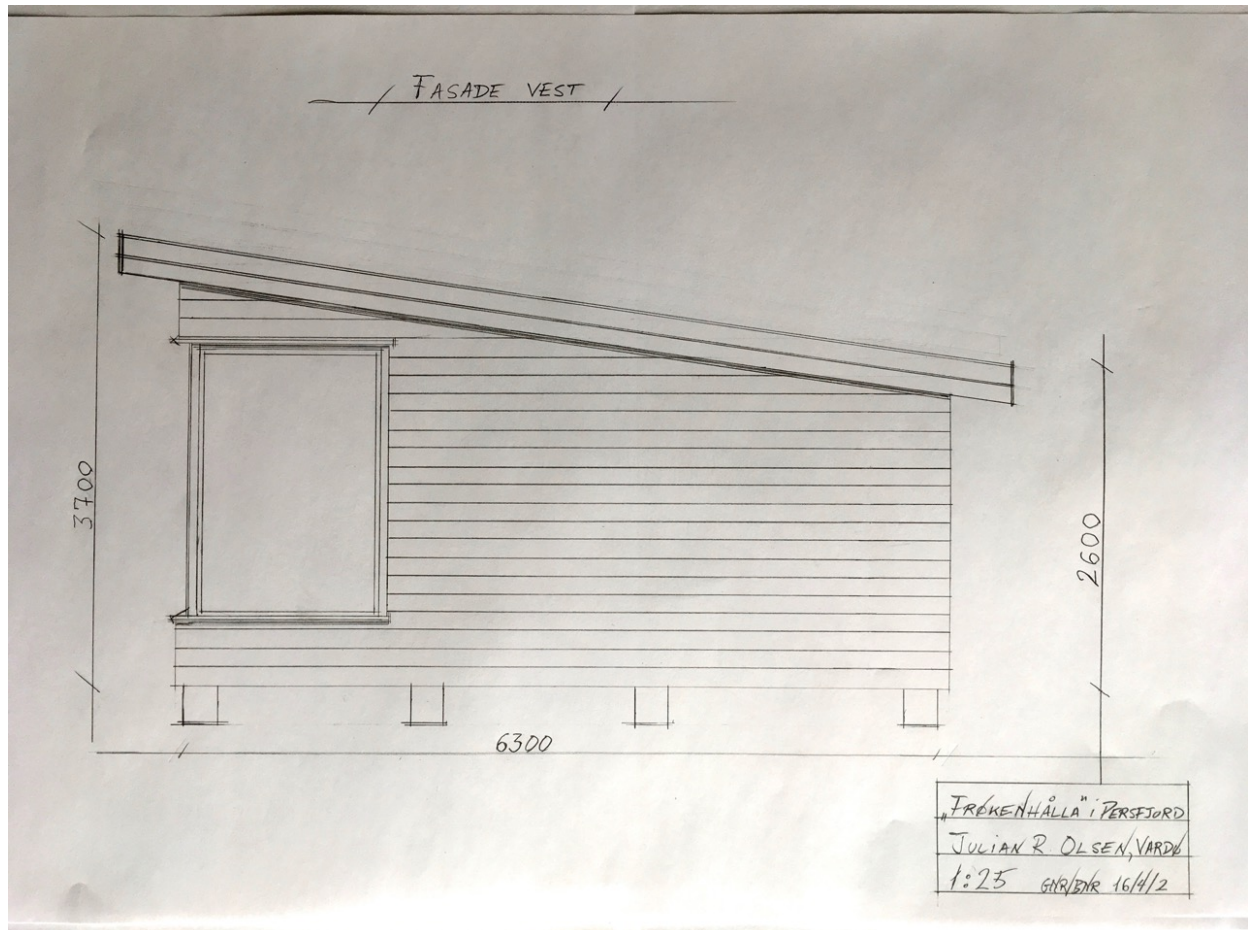 FASADE VEST
3700
2600
6300
"FRØKENHÅLLA" i PERSFJORD
JULIAN R. OLSEN, VARDØ
1:25 GNR/BNR 16/4/2